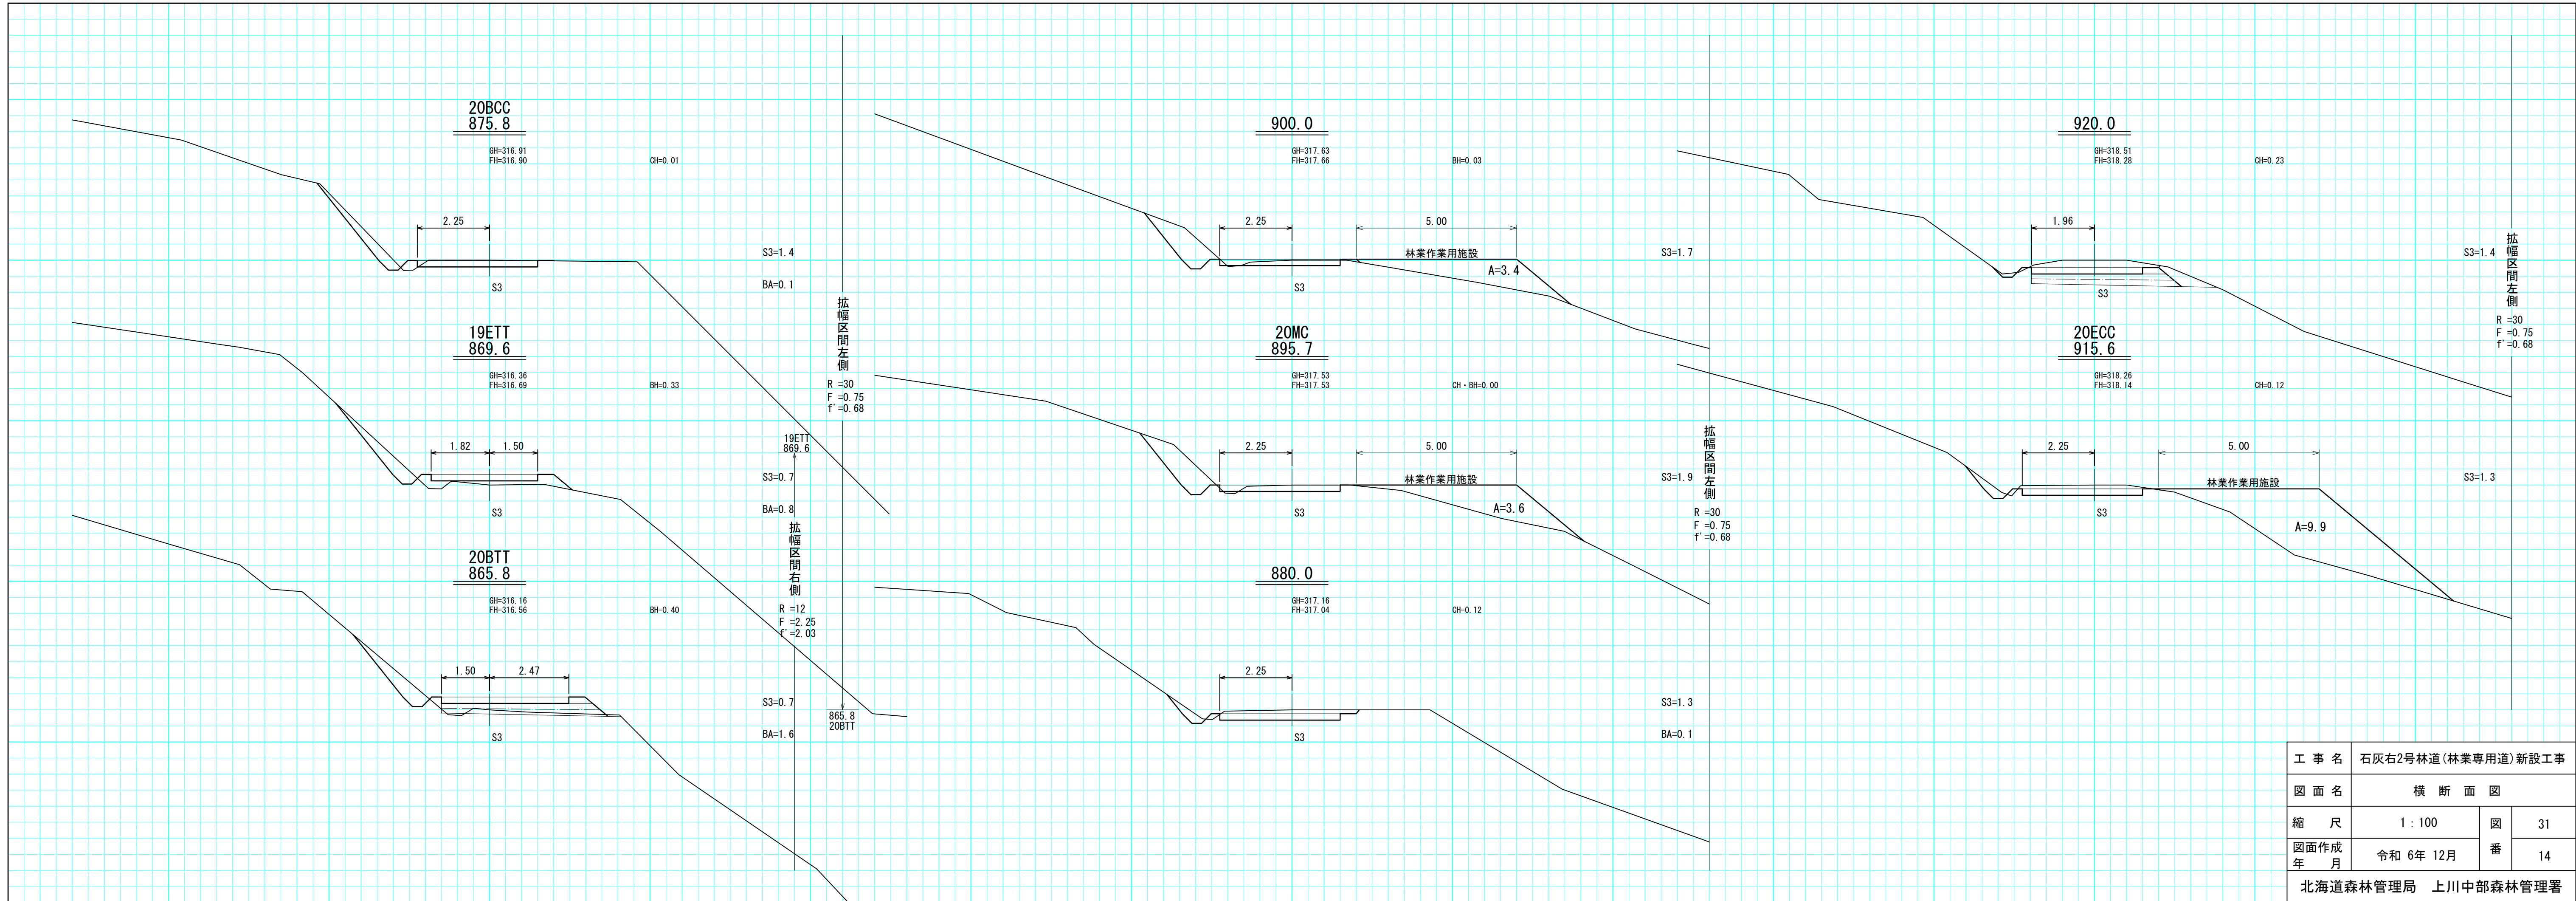 20BCC
875.8
GH=316.91
FH=316.90
CH=0.01
2.25
S3
S3=1.4
BA=0.1
19ETT
869.6
GH=316.36
FH=316.69
BH=0.33
1.82
1.50
S3
S3=0.7
BA=0.8
20BTT
865.8
GH=316.16
FH=316.56
BH=0.40
1.50
2.47
S3
S3=0.7
BA=1.6
拡幅区間左側
R =30
F =0.75
f'=0.68
19ETT
869.6
拡幅区間右側
R =12
F =2.25
f'=2.03
865.8
20BTT
900.0
GH=317.63
FH=317.66
BH=0.03
2.25
5.00
林業作業用施設
A=3.4
S3
S3=1.7
20MC
895.7
GH=317.53
FH=317.53
CH・BH=0.00
2.25
5.00
林業作業用施設
A=3.6
S3
S3=1.9
880.0
GH=317.16
FH=317.04
CH=0.12
2.25
S3
S3=1.3
BA=0.1
拡幅区間左側
R =30
F =0.75
f'=0.68
920.0
GH=318.51
FH=318.28
CH=0.23
1.96
S3
S3=1.4
20ECC
915.6
GH=318.26
FH=318.14
CH=0.12
2.25
5.00
林業作業用施設
A=9.9
S3
S3=1.3
拡幅区間左側
R =30
F =0.75
f'=0.68
工事名 石灰右2号林道(林業専用道)新設工事
図面名 横断面図
縮尺 1：100 図番 31
図面作成年月 令和 6年 12月 14
北海道森林管理局 上川中部森林管理署